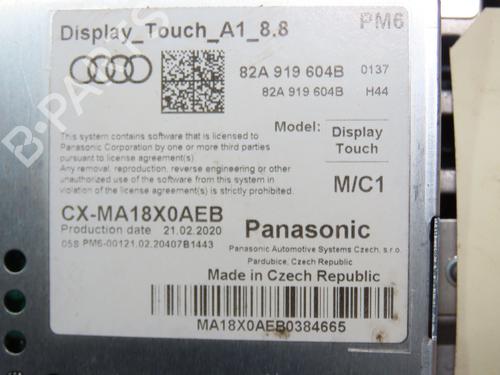 Display_Touch_A1_8.8
PM6
82A 919 604B 0137
82A 919 604B H44
This system contains software that is licensed to
Panasonic Corporation by one or more third parties
pursuant to license agreement(s)
Any removal, reproduction, reverse engineering or other
unauthorized use of the software from this system in
violation of the license agreement(s) is strictly prohibited.
Model: Display
Touch
M/C1
CX-MA18X0AEB
Production date 21.02.2020
058 PM6-00121.02.20407B1443
Panasonic
Panasonic Automotive Systems Czech, s.r.o.
Pardubice, Czech Republic
Made in Czech Republic
MA18X0AEB0384665
B-PARTS